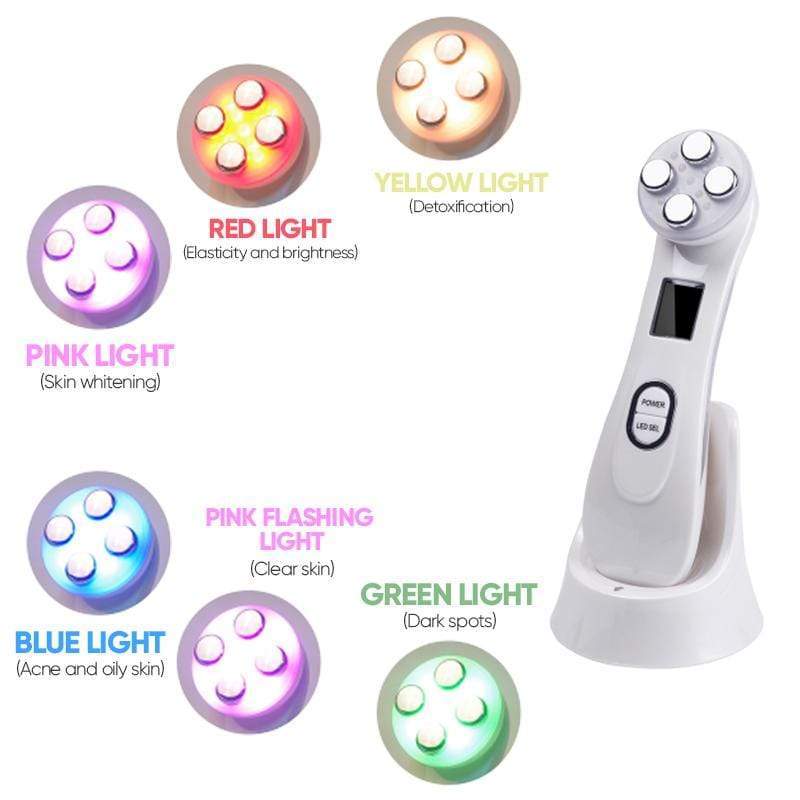 YELLOW LIGHT
(Detoxification)
RED LIGHT
(Elasticity and brightness)
PINK LIGHT
(Skin whitening)
POWER
LED SEL
PINK FLASHING
LIGHT
(Clear skin)
GREEN LIGHT
(Dark spots)
BLUE LIGHT
(Acne and oily skin)